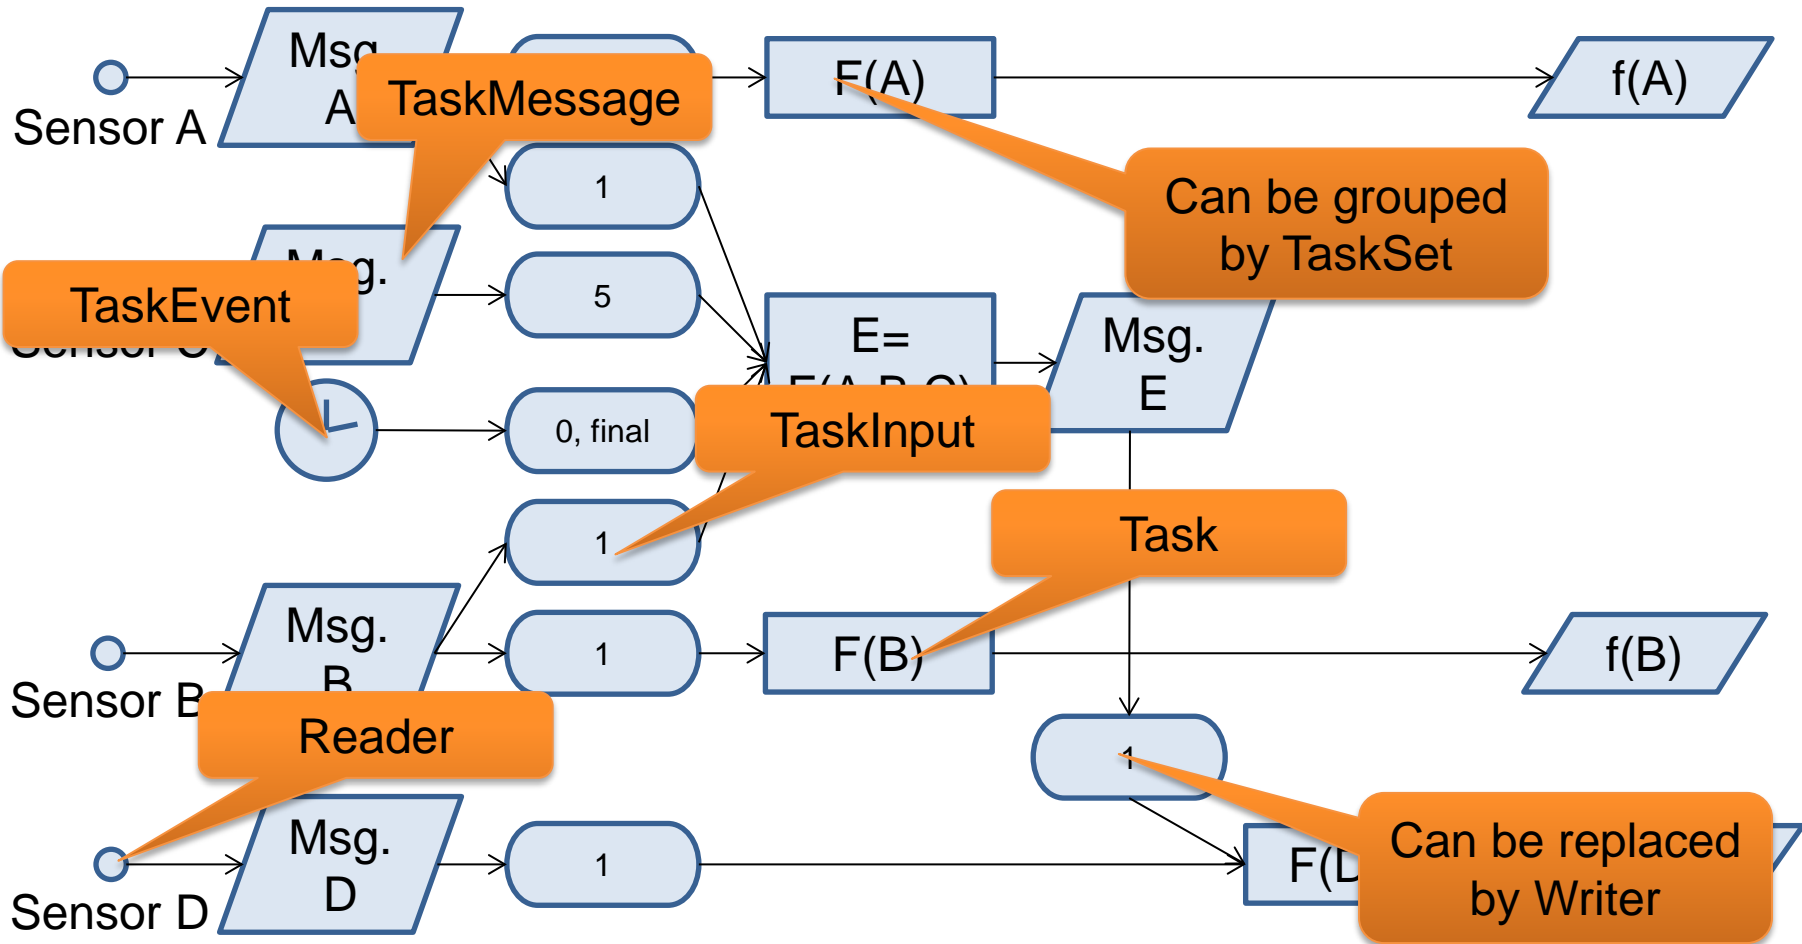 Msg.
A
TaskMessage
F(A)
f(A)
Sensor A
1
Can be grouped
by TaskSet
Msg.
TaskEvent
5
Sensor C
E=
F(A,B,C)
Msg.
E
0, final
TaskInput
1
Task
Msg.
B
1
F(B)
f(B)
Sensor B
Reader
1
Msg.
D
1
Sensor D
Can be replaced
by Writer